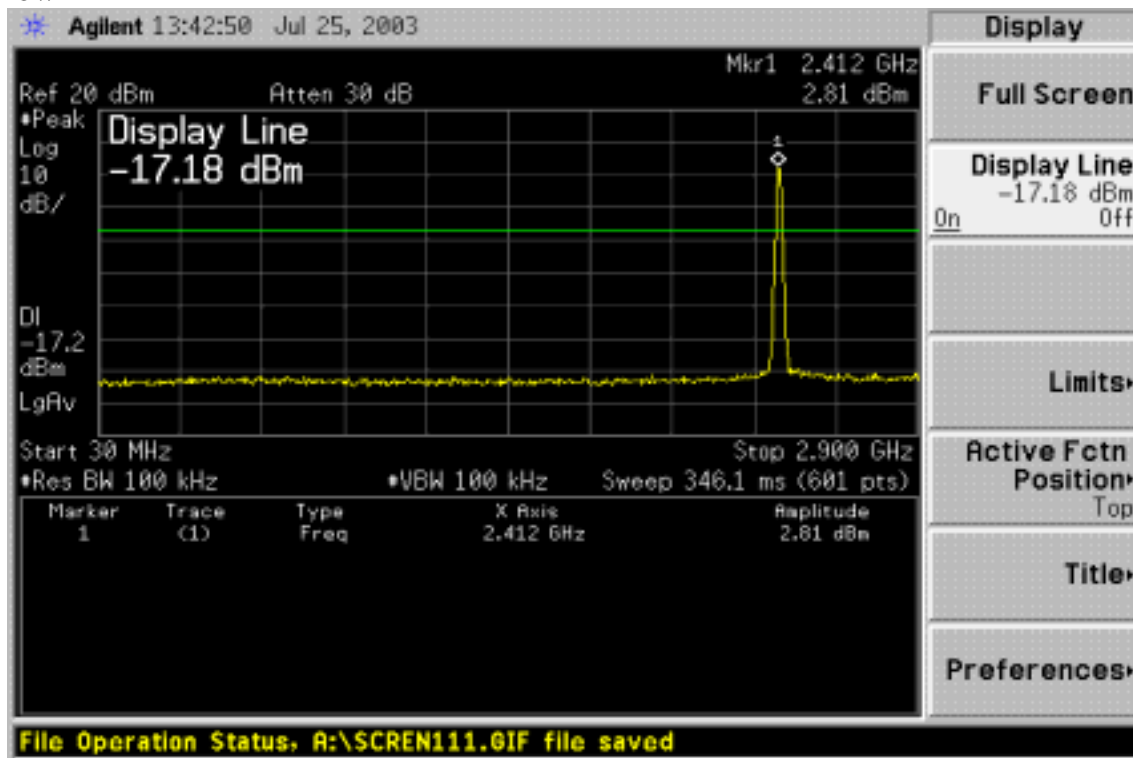 Agilent 13:42:50 Jul 25, 2003
Display
Mkr1 2.412 GHz
Ref 20 dBm Atten 30 dB 2.81 dBm
Full Screen
•Peak
Log
10
dB/
Display Line
-17.18 dBm
1
Display Line
-17.18 dBm
On Off
DI
-17.2
dBm
LgAv
Limits
Start 30 MHz Stop 2.900 GHz
•Res BW 100 kHz •VBW 100 kHz Sweep 346.1 ms (601 pts)
Active Fctn
Position
Top
Marker Trace Type X Axis Amplitude
1 (1) Freq 2.412 GHz 2.81 dBm
Title
Preferences
File Operation Status, A:\SCREN111.GIF file saved